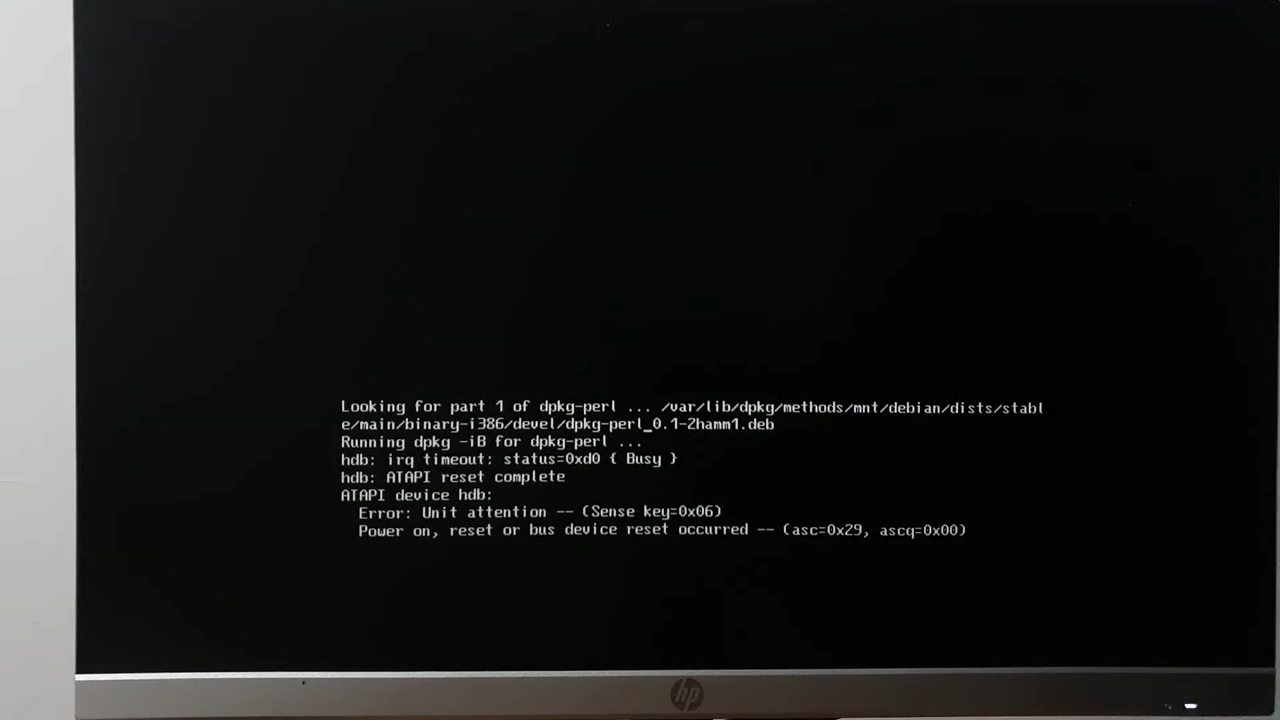 Looking for part 1 of dpkg-perl ... /var/lib/dpkg/methods/mnt/debian/dists/stabl
e/main/binary-i386/devel/dpkg-perl_0.1-2hamm1.deb
Running dpkg -iB for dpkg-perl ...
hdb: irq timeout: status=0xd0 { Busy }
hdb: ATAPI reset complete
ATAPI device hdb:
  Error: Unit attention -- (Sense key=0x06)
  Power on, reset or bus device reset occurred -- (asc=0x29, ascq=0x00)
hp